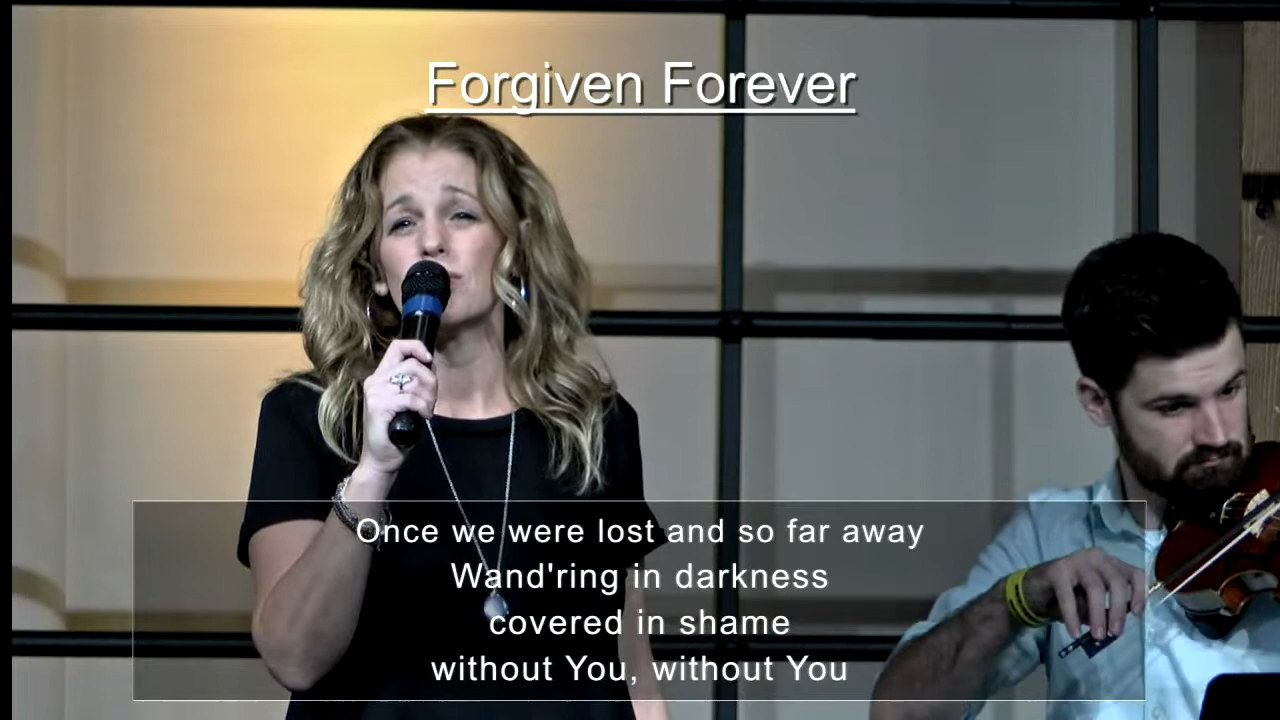 Forgiven Forever
Once we were lost and so far away
Wand'ring in darkness
covered in shame
without You, without You